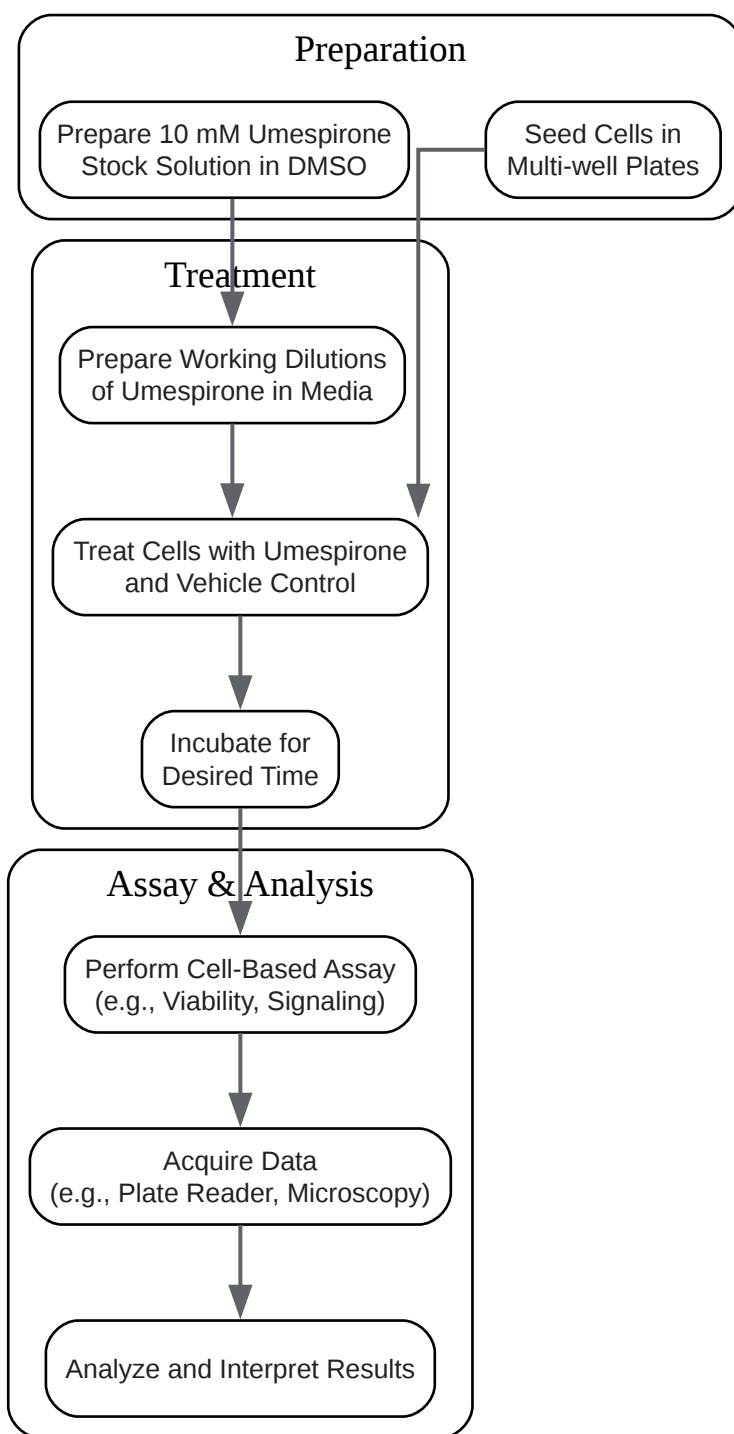 Preparation
Prepare 10 mM Umespirone
Stock Solution in DMSO
Seed Cells in
Multi-well Plates
Treatment
Prepare Working Dilutions
of Umespirone in Media
Treat Cells with Umespirone
and Vehicle Control
Incubate for
Desired Time
Assay & Analysis
Perform Cell-Based Assay
(e.g., Viability, Signaling)
Acquire Data
(e.g., Plate Reader, Microscopy)
Analyze and Interpret Results